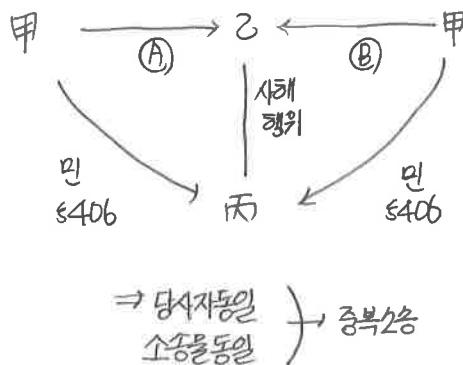 甲 Ⓐ 乙 Ⓑ 甲
사해
행위
민
§406
丙
민
§406
⇒ 당사자동일
소송물동일
→ 중복소송